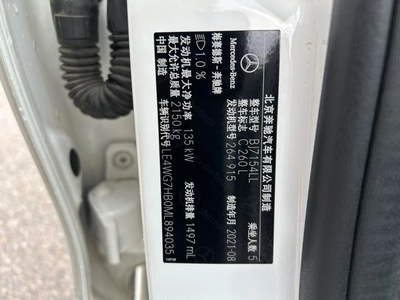 北京奔驰汽车有限公司制造
整车型号 BJ7154LL 乘坐人数 5
整车标志 C 260 L
发动机型号 264 915 制造年月 2021-08
Mercedes-Benz
梅赛德斯-奔驰牌
1.0 %
发动机最大净功率 135 kW 发动机排量 1497 mL
最大允许总质量 2150 kg
车辆识别代号 LE4WG7HB0ML894035
中国 制造